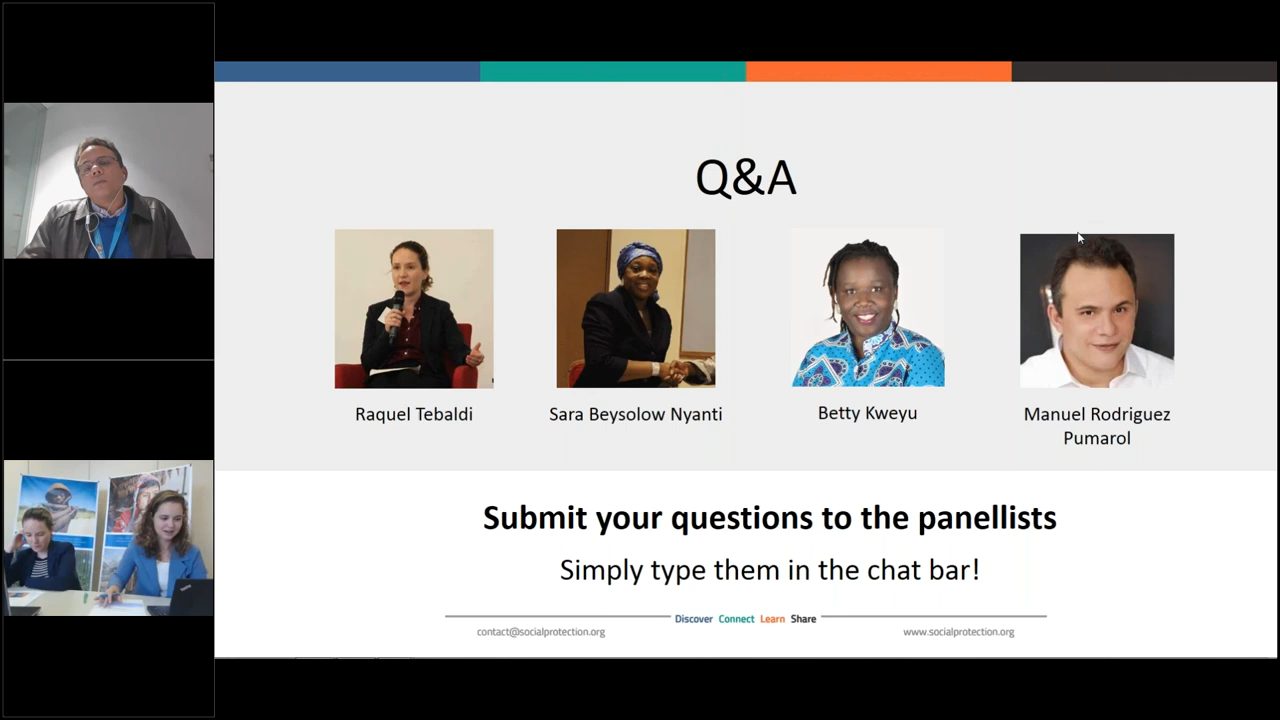 Q&A
Raquel Tebaldi
Sara Beysolow Nyanti
Betty Kweyu
Manuel Rodriguez
Pumarol
Submit your questions to the panellists
Simply type them in the chat bar!
Discover Connect Learn Share
contact@socialprotection.org
www.socialprotection.org